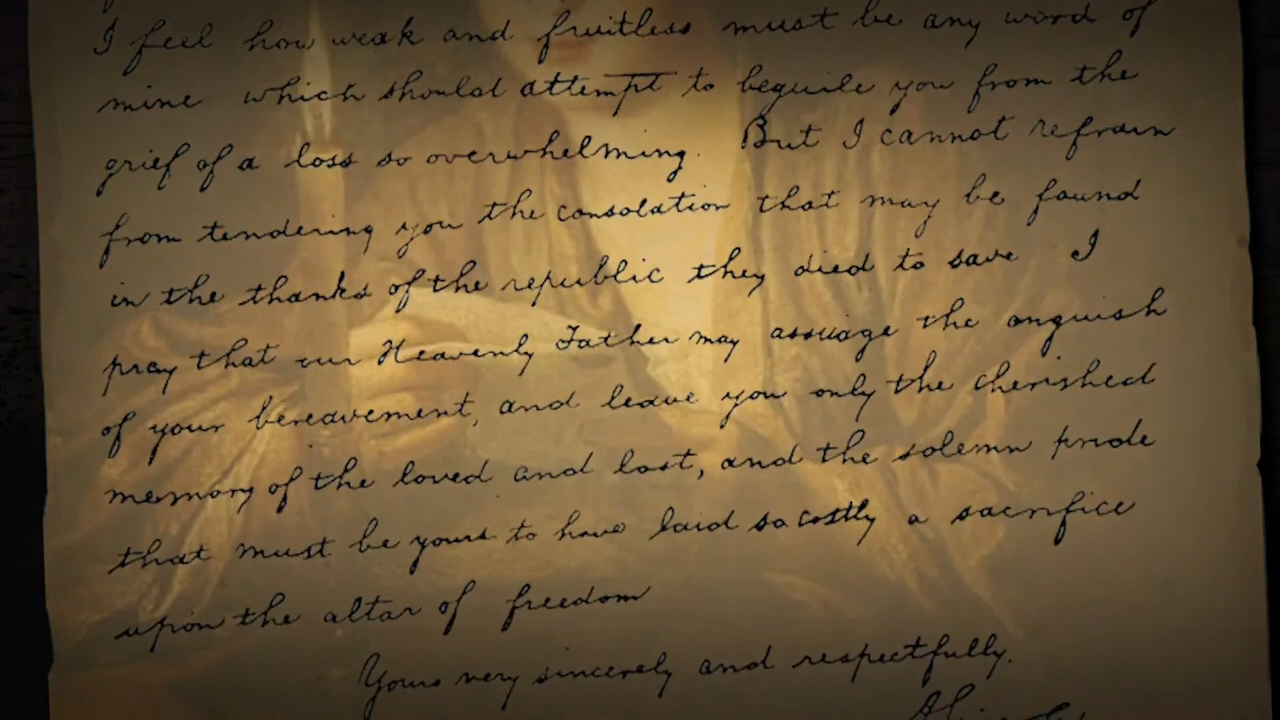 I feel how weak and fruitless must be any word of
mine which should attempt to beguile you from the
grief of a loss so overwhelming. But I cannot refrain
from tendering you the consolation that may be found
in the thanks of the republic they died to save I
pray that our Heavenly Father may assuage the anguish
of your bereavement, and leave you only the cherished
memory of the loved and lost, and the solemn pride
that must be yours to have laid so costly a sacrifice
upon the altar of freedom
Yours very sincerely and respectfully.